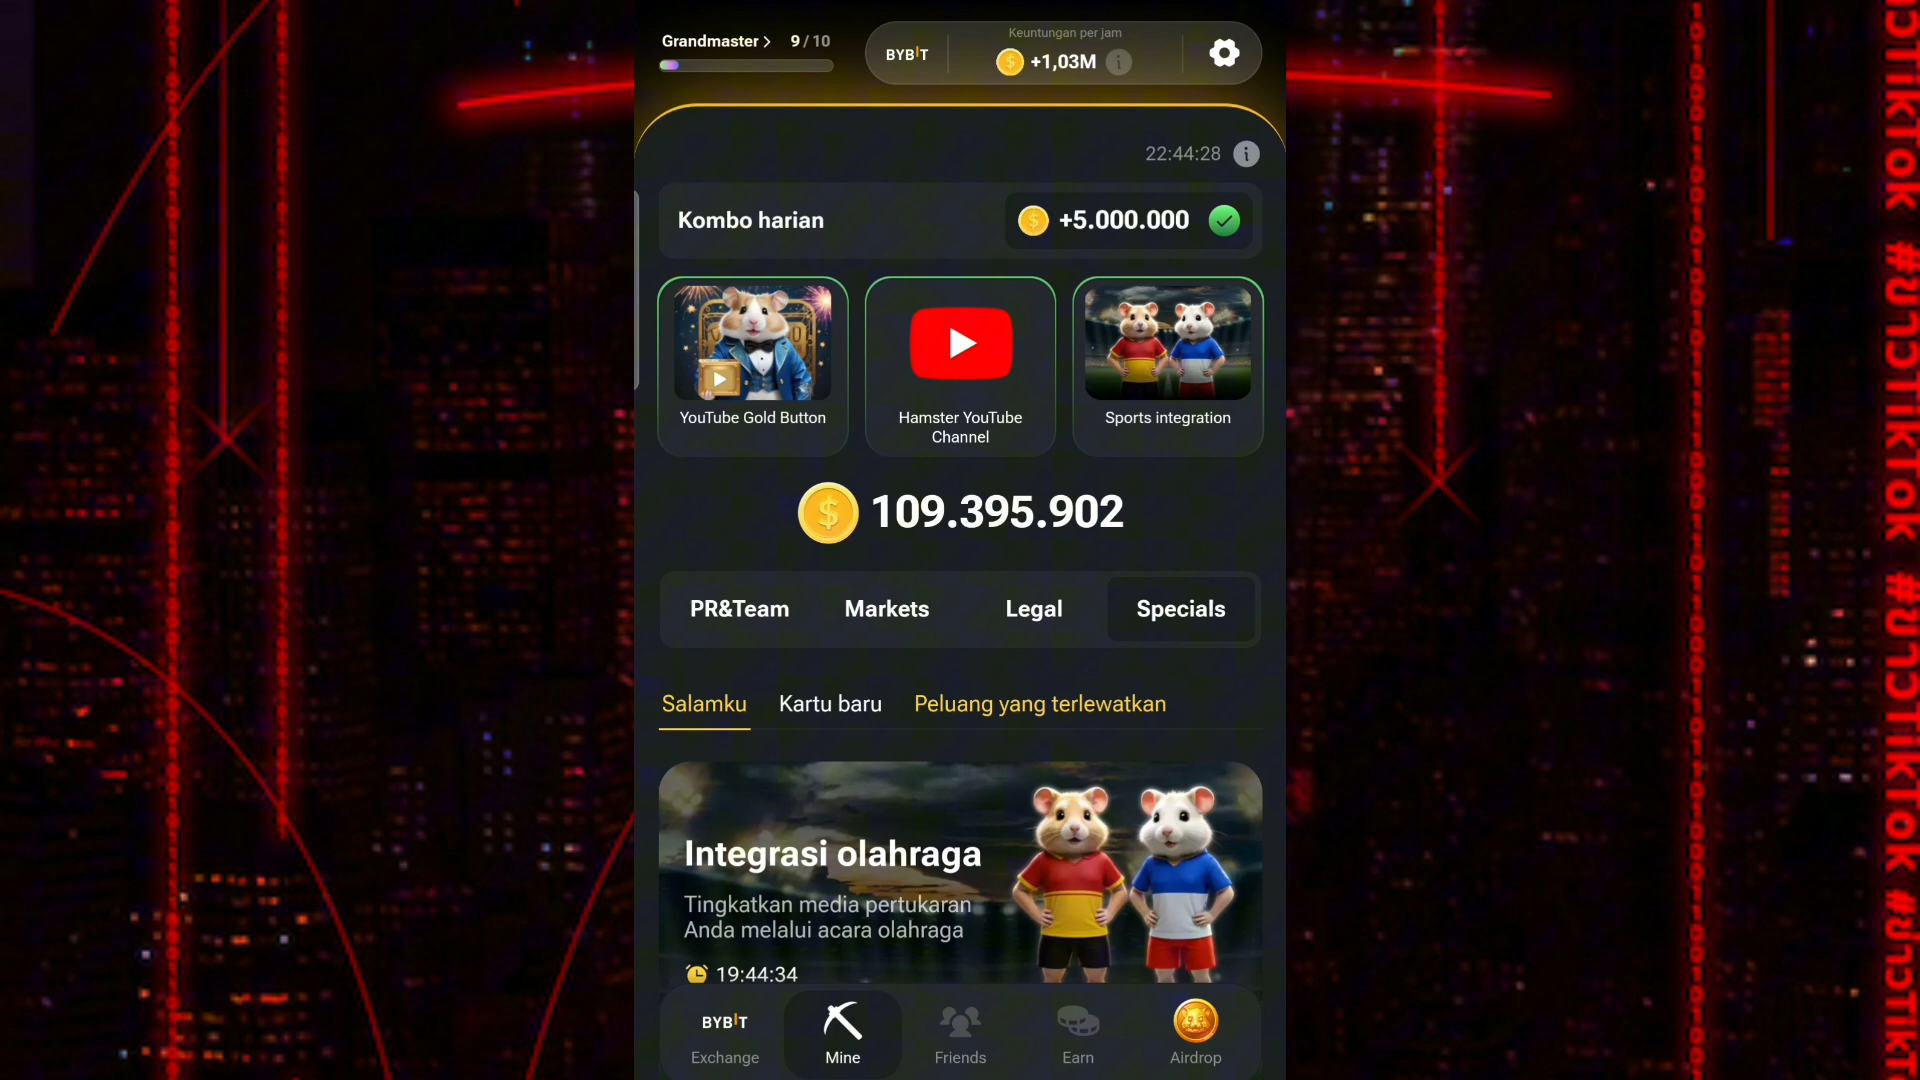 Grandmaster > 9 / 10
BYBIT
Keuntungan per jam
+1,03M
22:44:28
Kombo harian
+5.000.000
YouTube Gold Button
Hamster YouTube
Channel
Sports integration
109.395.902
PR&Team
Markets
Legal
Specials
Salamku
Kartu baru
Peluang yang terlewatkan
Integrasi olahraga
Tingkatkan media pertukaran
Anda melalui acara olahraga
19:44:34
BYBIT
Exchange
Mine
Friends
Earn
Airdrop